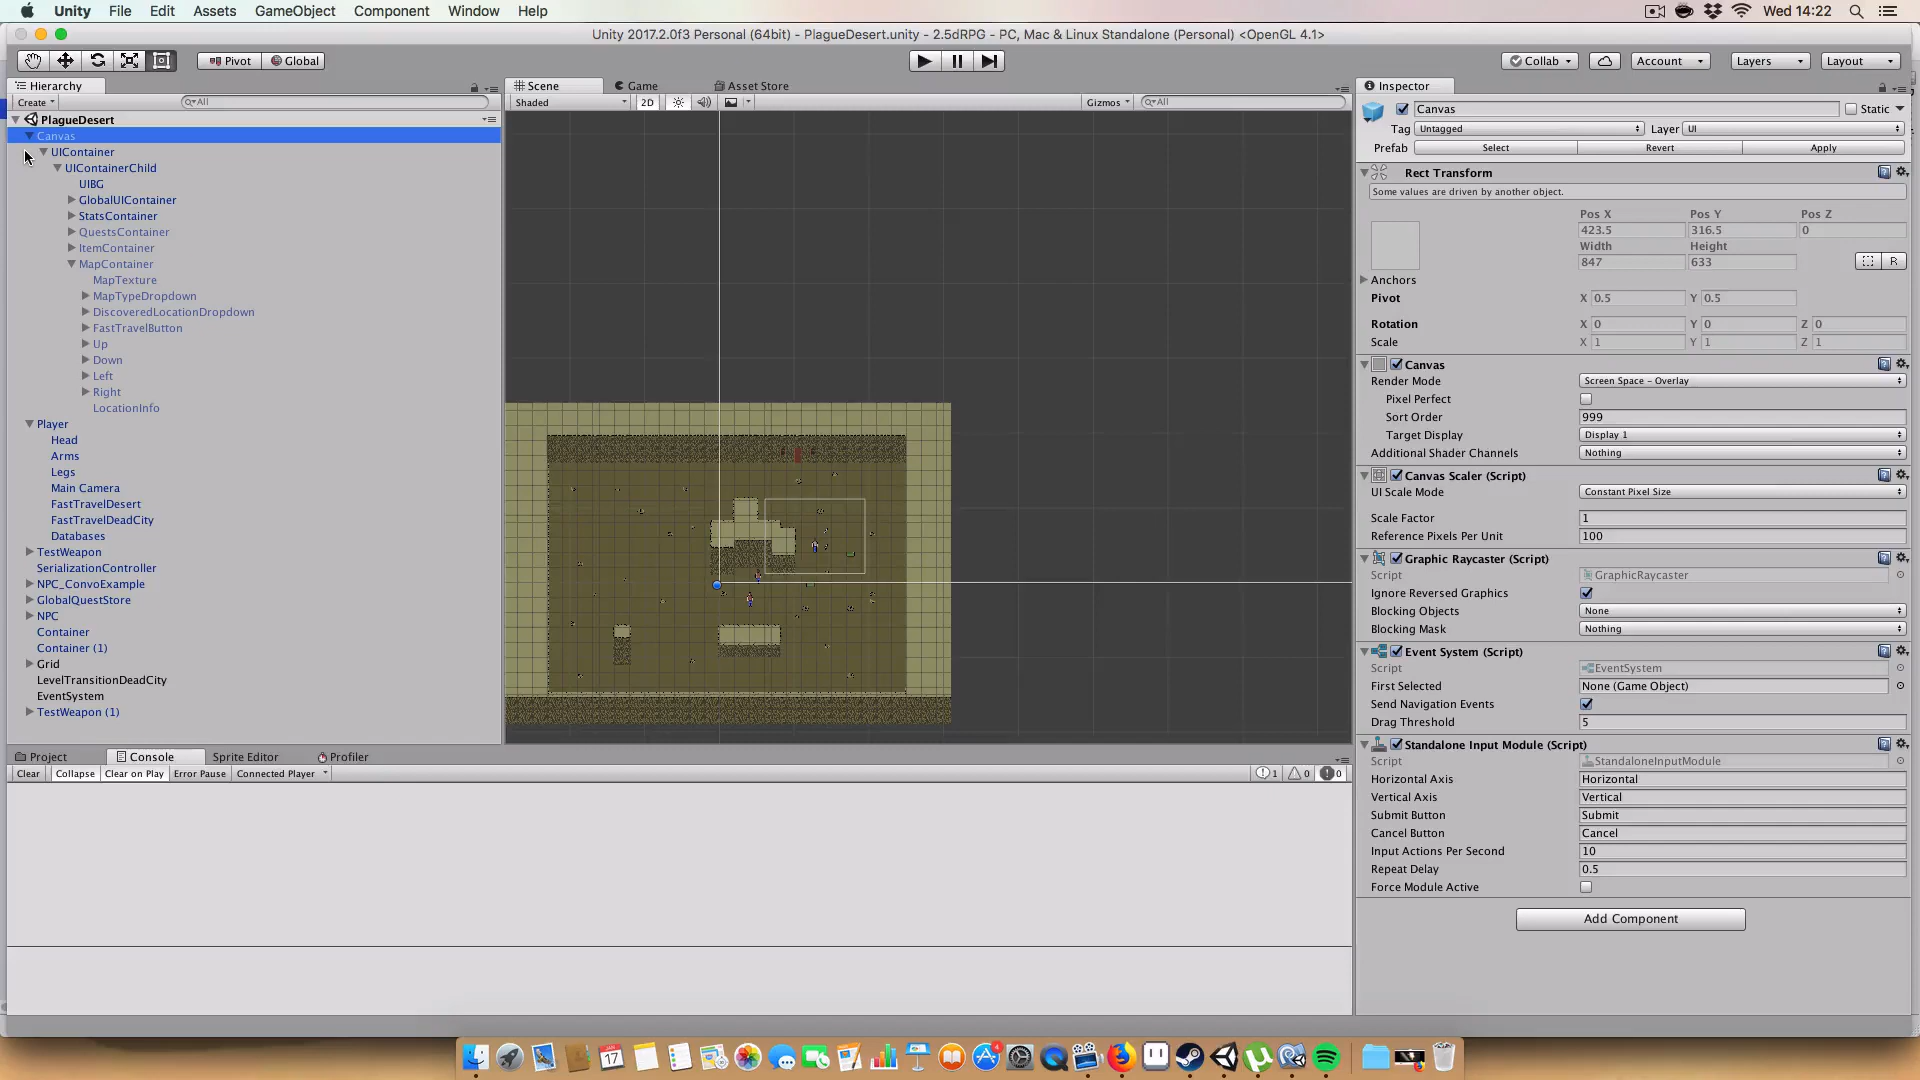 Unity File Edit Assets GameObject Component Window Help Wed 14:22
Unity 2017.2.0f3 Personal (64bit) - PlagueDesert.unity - 2.5dRPG - PC, Mac & Linux Standalone (Personal) <OpenGL 4.1>
Pivot Global Collab Account Layers Layout
Hierarchy Scene Game Asset Store Inspector
Create All Shaded 2D Gizmos All
PlagueDesert
Canvas
UIContainer
UIContainerChild
UIBG
GlobalUIContainer
StatsContainer
QuestsContainer
ItemContainer
MapContainer
MapTexture
MapTypeDropdown
DiscoveredLocationDropdown
FastTravelButton
Up
Down
Left
Right
LocationInfo
Player
Head
Arms
Legs
Main Camera
FastTravelDesert
FastTravelDeadCity
Databases
TestWeapon
SerializationController
NPC_ConvoExample
GlobalQuestStore
NPC
Container
Container (1)
Grid
LevelTransitionDeadCity
EventSystem
TestWeapon (1)
Canvas Static
Tag Untagged Layer UI
Prefab Select Revert Apply
Rect Transform
Some values are driven by another object.
Pos X Pos Y Pos Z
423.5 316.5 0
Width Height
847 633
R
Anchors
Pivot X 0.5 Y 0.5
Rotation X 0 Y 0 Z 0
Scale X 1 Y 1 Z 1
Canvas
Render Mode Screen Space - Overlay
Pixel Perfect
Sort Order 999
Target Display Display 1
Additional Shader Channels Nothing
Canvas Scaler (Script)
UI Scale Mode Constant Pixel Size
Scale Factor 1
Reference Pixels Per Unit 100
Graphic Raycaster (Script)
Script GraphicRaycaster
Ignore Reversed Graphics
Blocking Objects None
Blocking Mask Nothing
Event System (Script)
Script EventSystem
First Selected None (Game Object)
Send Navigation Events
Drag Threshold 5
Standalone Input Module (Script)
Script StandaloneInputModule
Horizontal Axis Horizontal
Vertical Axis Vertical
Submit Button Submit
Cancel Button Cancel
Input Actions Per Second 10
Repeat Delay 0.5
Force Module Active
Add Component
Project Console Sprite Editor Profiler
Clear Collapse Clear on Play Error Pause Connected Player 1 0 0
17
4